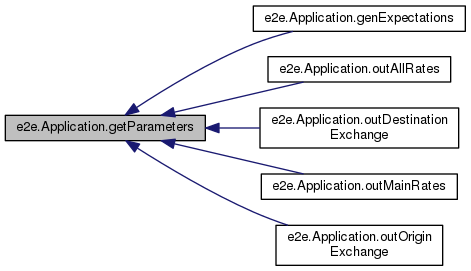 e2e.Application.genExpectations
e2e.Application.outAllRates
e2e.Application.getParameters
e2e.Application.outDestination
Exchange
e2e.Application.outMainRates
e2e.Application.outOrigin
Exchange